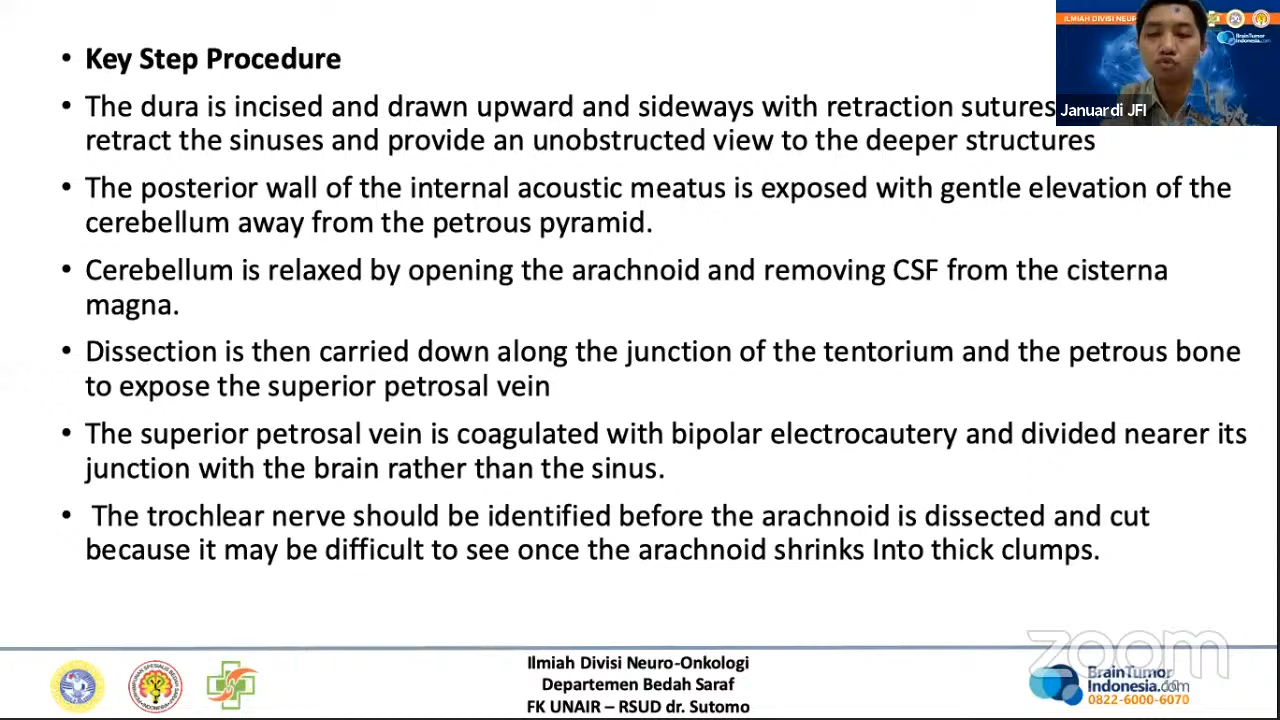 • Key Step Procedure
• The dura is incised and drawn upward and sideways with retraction sutures
retract the sinuses and provide an unobstructed view to the deeper structures
• The posterior wall of the internal acoustic meatus is exposed with gentle elevation of the
cerebellum away from the petrous pyramid.
• Cerebellum is relaxed by opening the arachnoid and removing CSF from the cisterna
magna.
• Dissection is then carried down along the junction of the tentorium and the petrous bone
to expose the superior petrosal vein
• The superior petrosal vein is coagulated with bipolar electrocautery and divided nearer its
junction with the brain rather than the sinus.
• The trochlear nerve should be identified before the arachnoid is dissected and cut
because it may be difficult to see once the arachnoid shrinks Into thick clumps.
ILMIAH DIVISI
BrainTumor
Indonesia.com
Januardi JFI
Ilmiah Divisi Neuro-Onkologi
Departemen Bedah Saraf
FK UNAIR – RSUD dr. Sutomo
zoom
BrainTumor
Indonesia.com
0822-6000-6070